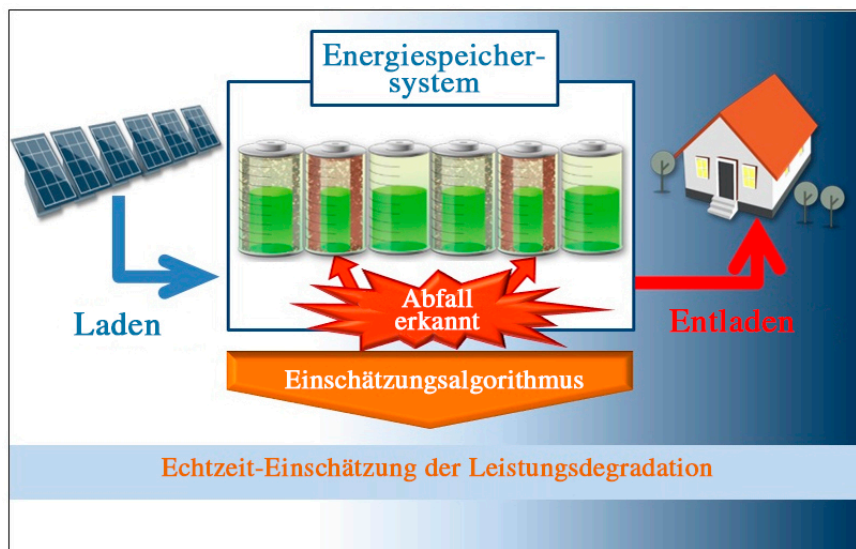 Energiespeicher-
system
Laden
Abfall
erkannt
Entladen
Einschätzungsalgorithmus
Echtzeit-Einschätzung der Leistungsdegradation